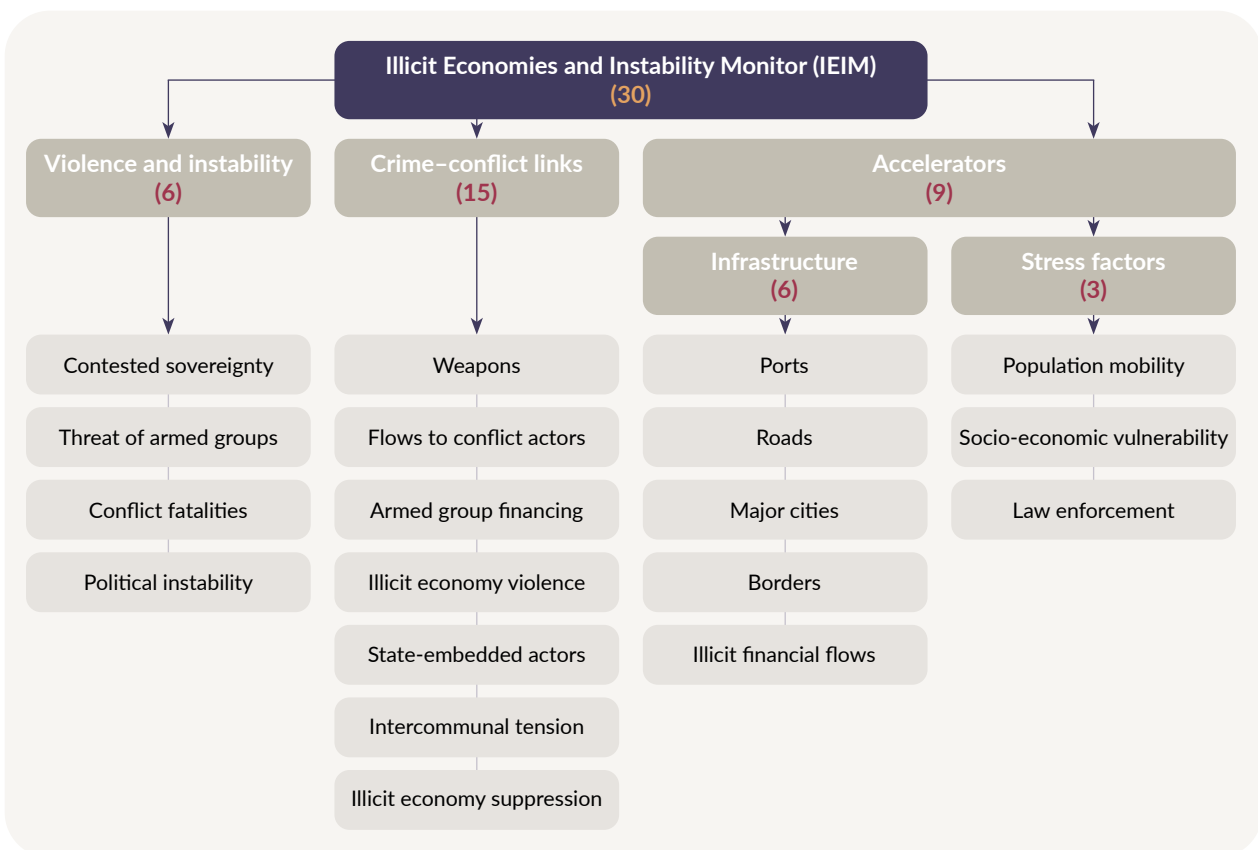 Illicit Economies and Instability Monitor (IEIM)
(30)
Violence and instability
(6)
Crime–conflict links
(15)
Accelerators
(9)
Infrastructure
(6)
Stress factors
(3)
Contested sovereignty
Threat of armed groups
Conflict fatalities
Political instability
Weapons
Flows to conflict actors
Armed group financing
Illicit economy violence
State-embedded actors
Intercommunal tension
Illicit economy suppression
Ports
Roads
Major cities
Borders
Illicit financial flows
Population mobility
Socio-economic vulnerability
Law enforcement